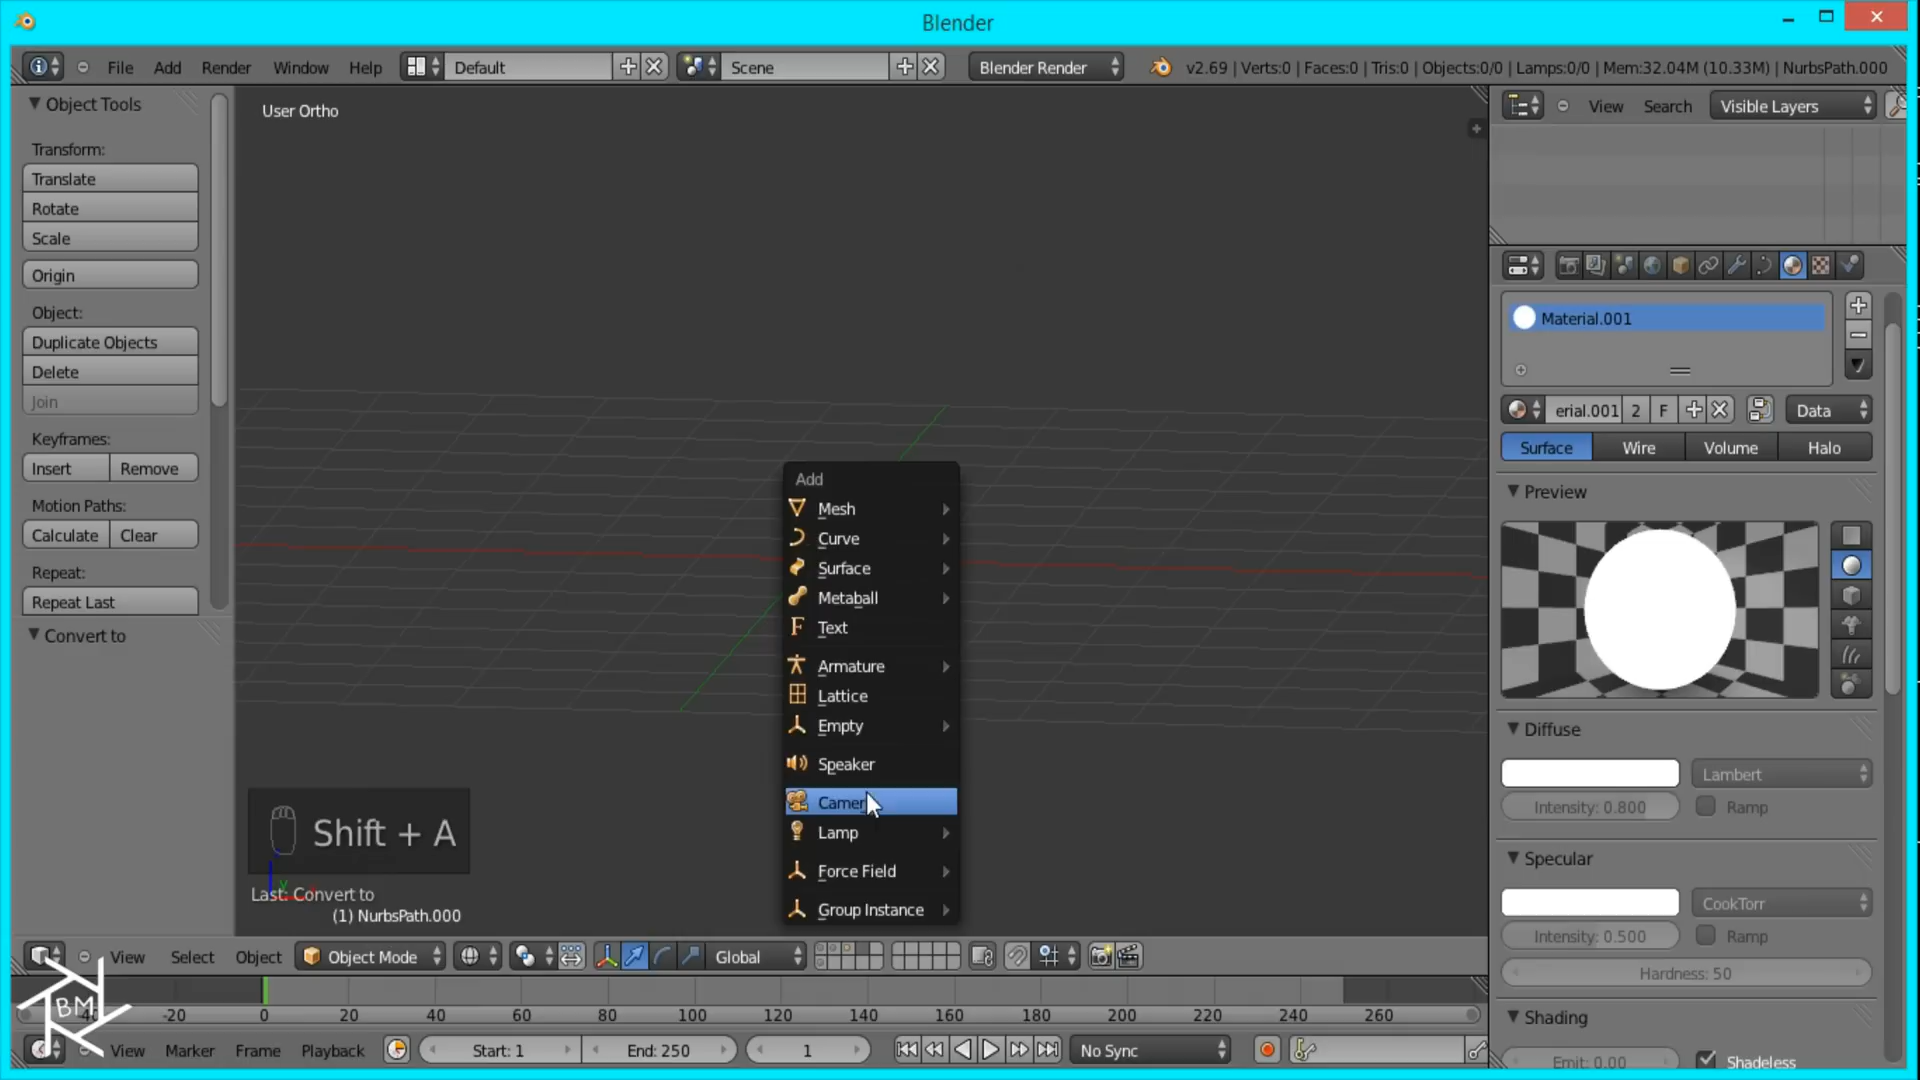 Blender
File Add Render Window Help Default Scene Blender Render v2.69 | Verts:0 | Faces:0 | Tris:0 | Objects:0/0 | Lamps:0/0 | Mem:32.04M (10.33M) | NurbsPath.000
Object Tools
Transform:
Translate
Rotate
Scale
Origin
Object:
Duplicate Objects
Delete
Join
Keyframes:
Insert Remove
Motion Paths:
Calculate Clear
Repeat:
Repeat Last
Convert to
User Ortho
Add
Mesh
Curve
Surface
Metaball
Text
Armature
Lattice
Empty
Speaker
Camer
Lamp
Force Field
Group Instance
Shift + A
y
Last: Convert to
(1) NurbsPath.000
View Search Visible Layers
Material.001
erial.001 2 F Data
Surface Wire Volume Halo
Preview
Diffuse
Lambert
Intensity: 0.800 Ramp
Specular
CookTorr
Intensity: 0.500 Ramp
Hardness: 50
Shading
Emit: 0.00 Shadeless
View Select Object Object Mode Global
BM
-40 -20 0 20 40 60 80 100 120 140 160 180 200 220 240 260
View Marker Frame Playback Start: 1 End: 250 1 No Sync